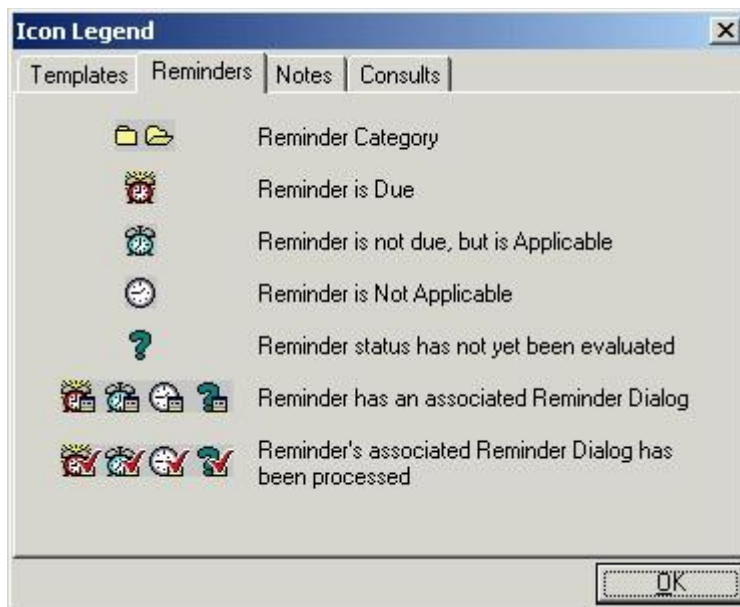 Icon Legend
Templates Reminders Notes Consults
Reminder Category
Reminder is Due
Reminder is not due, but is Applicable
Reminder is Not Applicable
Reminder status has not yet been evaluated
Reminder has an associated Reminder Dialog
Reminder's associated Reminder Dialog has
been processed
OK